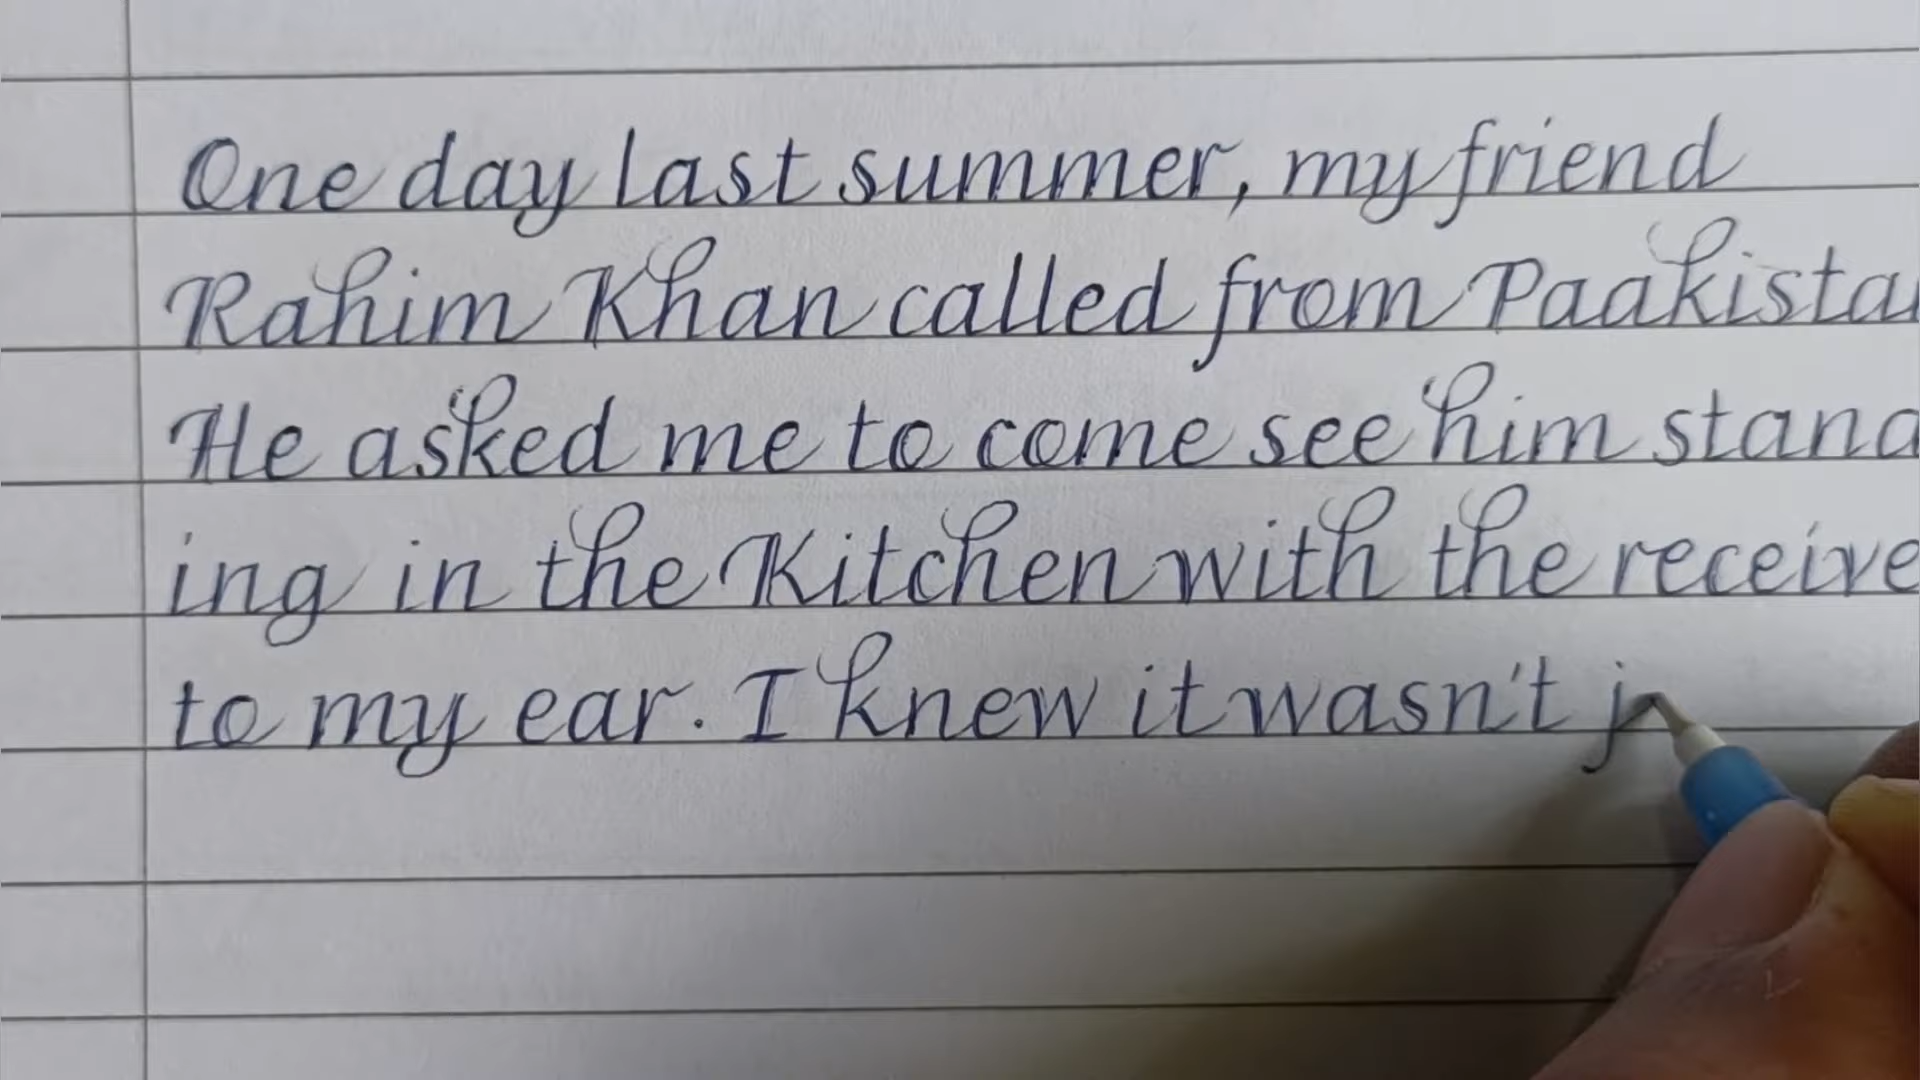 One day last summer, my friend
Rahim Khan called from Paakista
He asked me to come see him stand
ing in the Kitchen with the receive
to my ear. I knew it wasn't j